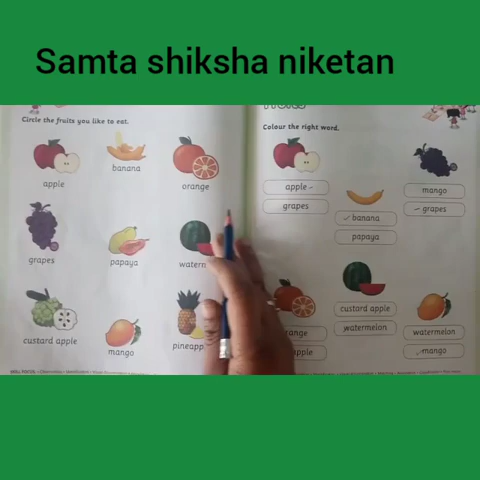 Samta shiksha niketan
Circle the fruits you like to eat.
apple
banana
orange
grapes
papaya
custard apple
mango
Colour the right word.
apple
grapes
banana
papaya
mango
grapes
custard apple
watermelon
watermelon
mango